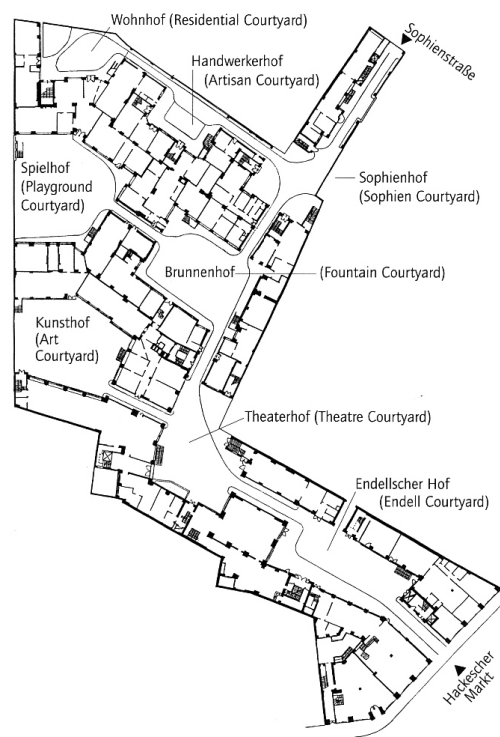 Wohnhof (Residential Courtyard)
Sophienstraße
Handwerkerhof
(Artisan Courtyard)
Spielhof
(Playground
Courtyard)
Sophienhof
(Sophien Courtyard)
Brunnenhof
(Fountain Courtyard)
Kunsthof
(Art
Courtyard)
Theaterhof (Theatre Courtyard)
Endellscher Hof
(Endell Courtyard)
Hackescher
Markt